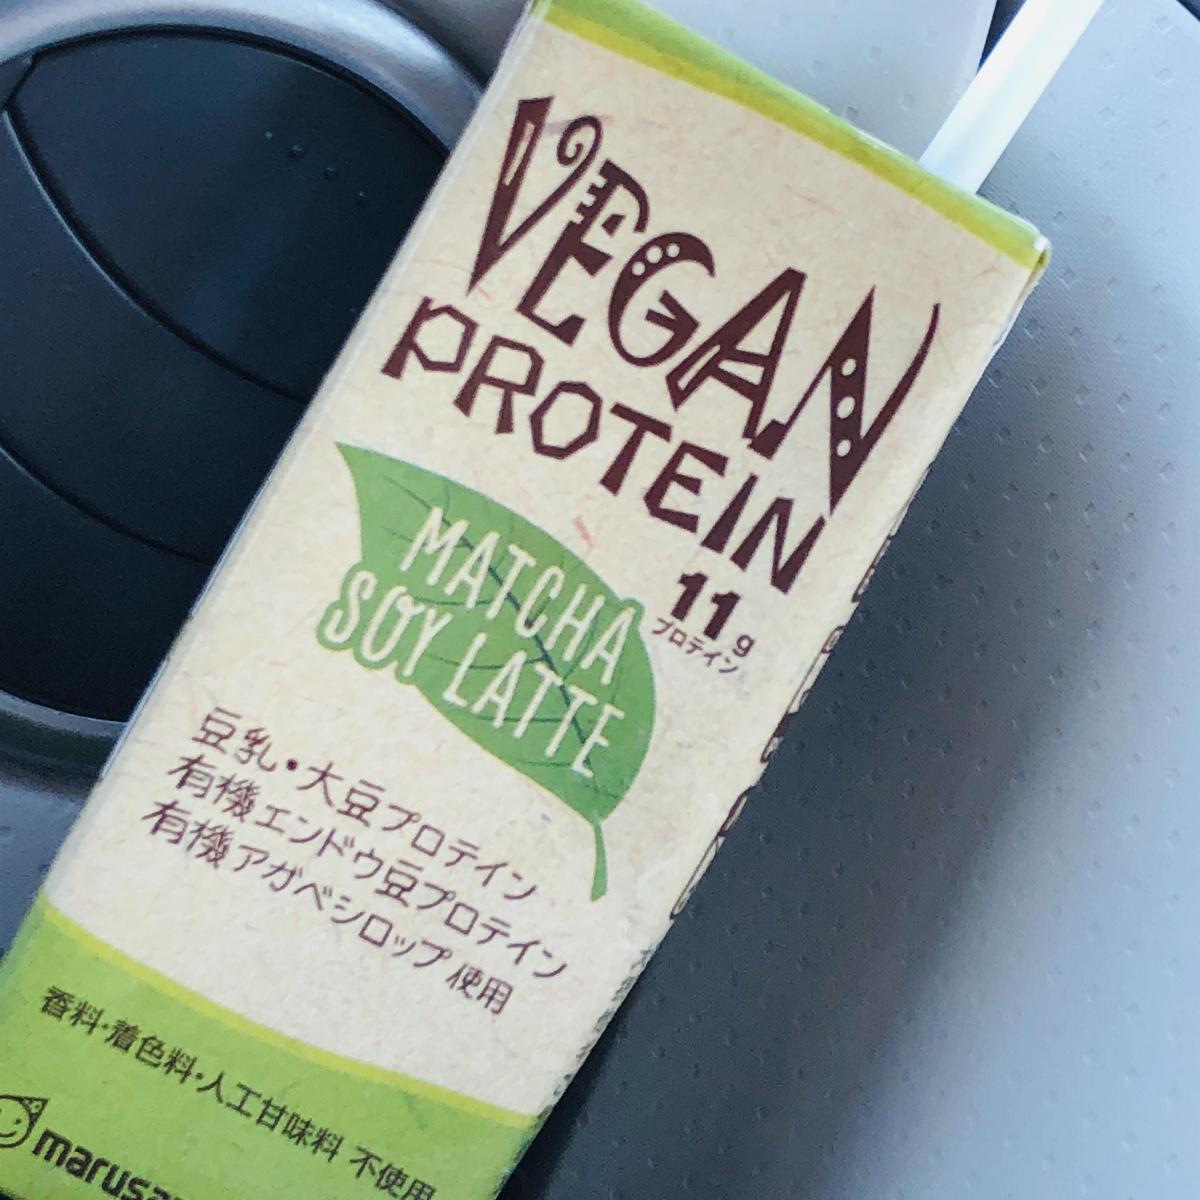 VEGAN
PROTEIN
MATCHA
SOY LATTE
11g
プロテイン
豆乳・大豆プロテイン
有機エンドウ豆プロテイン
有機アガベシロップ 使用
香料・着色料・人工甘味料 不使用